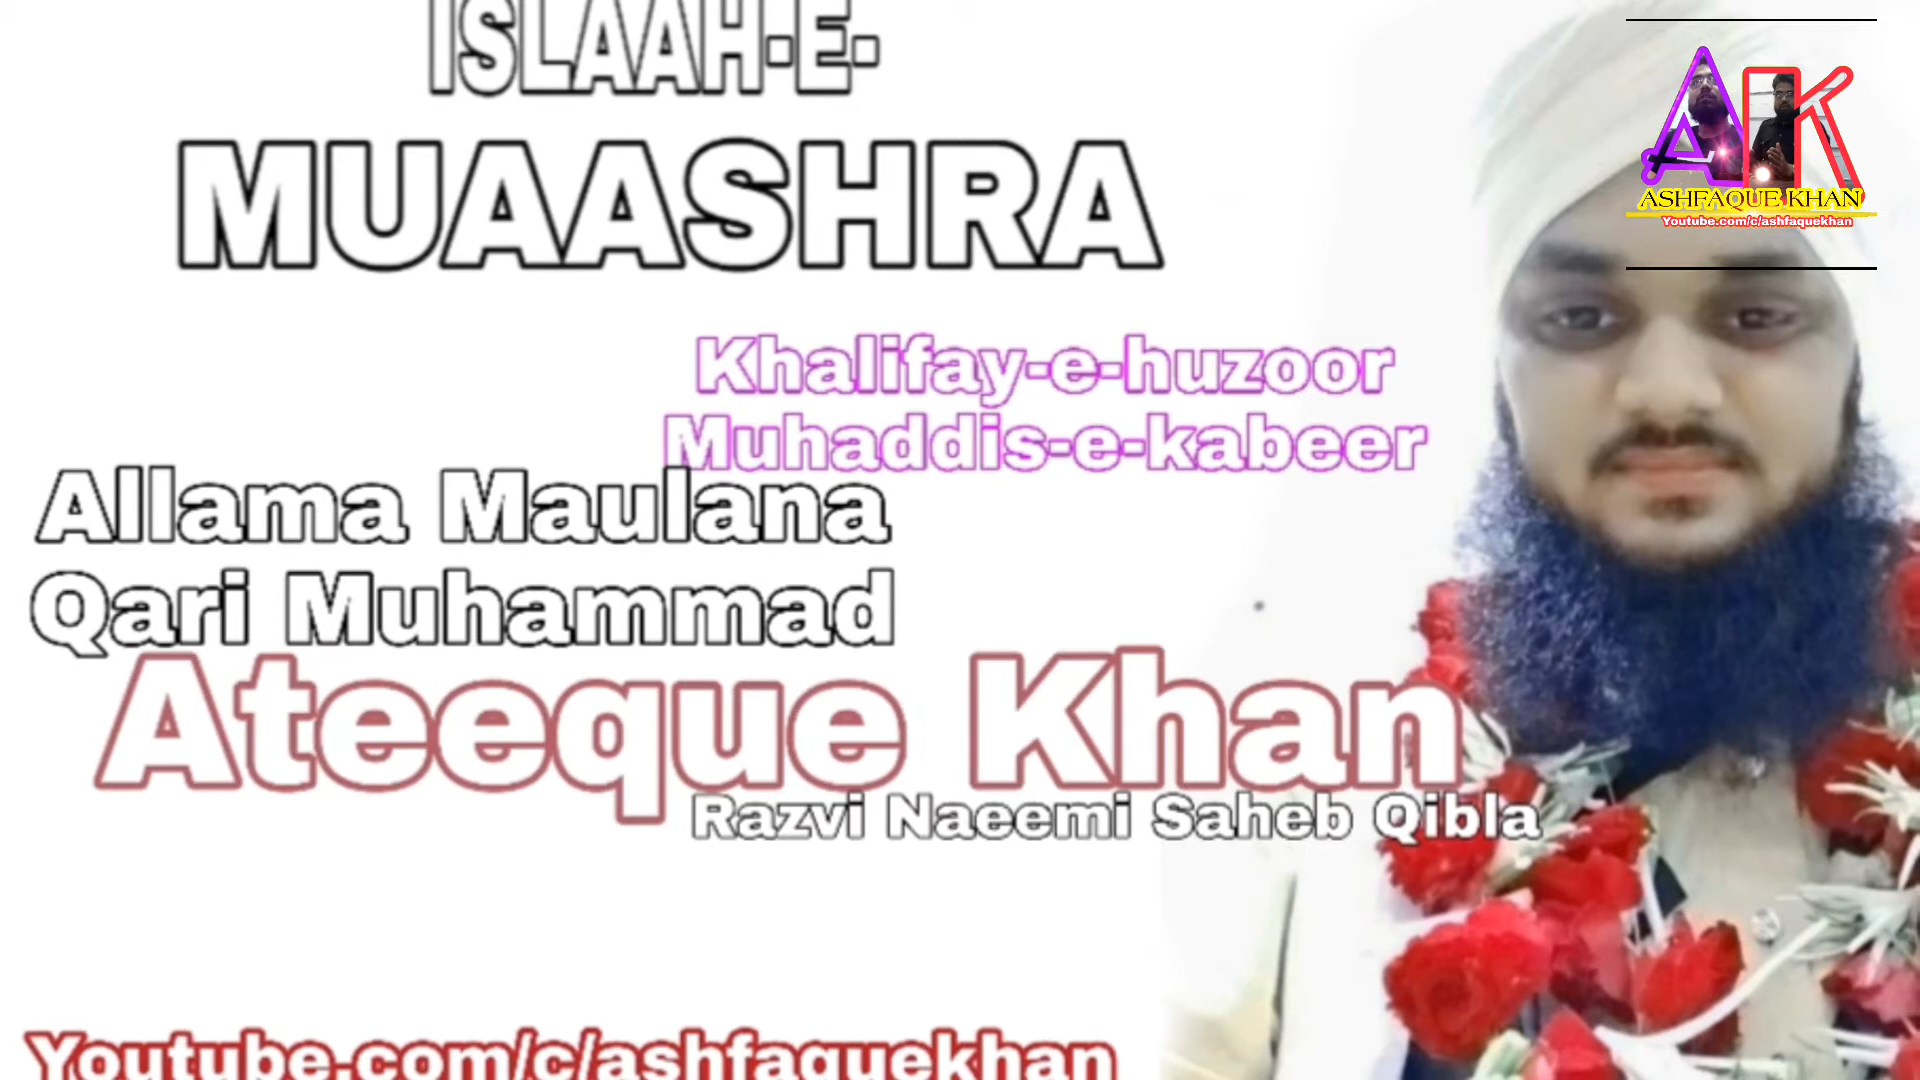 ISLAAH-E-
MUAASHRA
Khalifay-e-huzoor
Muhaddis-e-kabeer
Allama Maulana
Qari Muhammad
Ateeque Khan
Razvi Naeemi Saheb Qibla
Youtube.com/c/ashfaquekhan
AK
ASHFAQUE KHAN
Youtube.com/c/ashfaquekhan